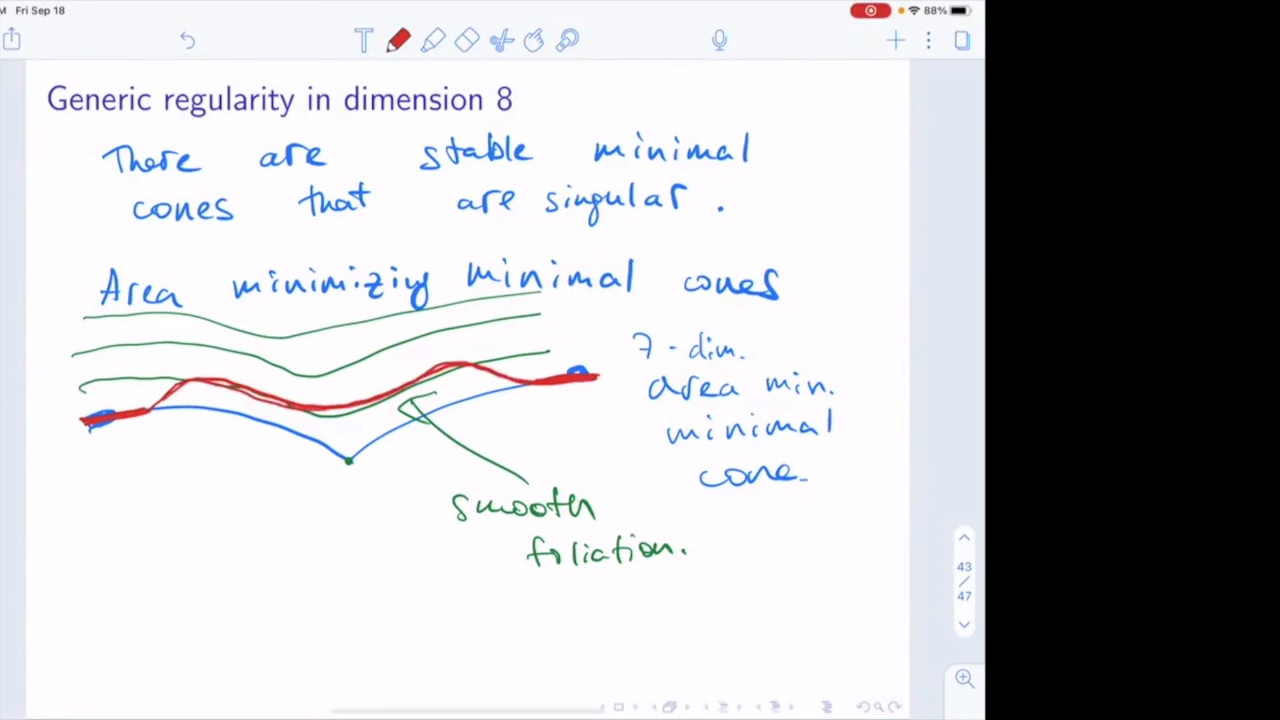 Fri Sep 18
88%
Generic regularity in dimension 8
There are stable minimal
cones that are singular.
Area minimizing minimal cones
7-dim.
area min.
minimal
cone.
smooth
foliation.
43
/
47